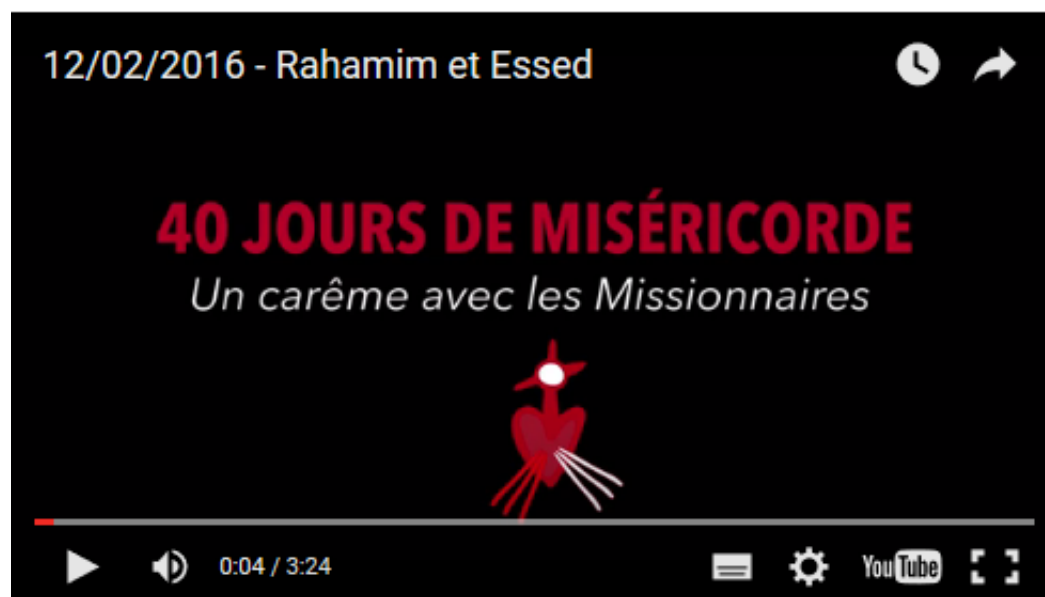 12/02/2016 - Rahamim et Essed
40 JOURS DE MISÉRICORDE
Un carême avec les Missionnaires
0:04 / 3:24
YouTube